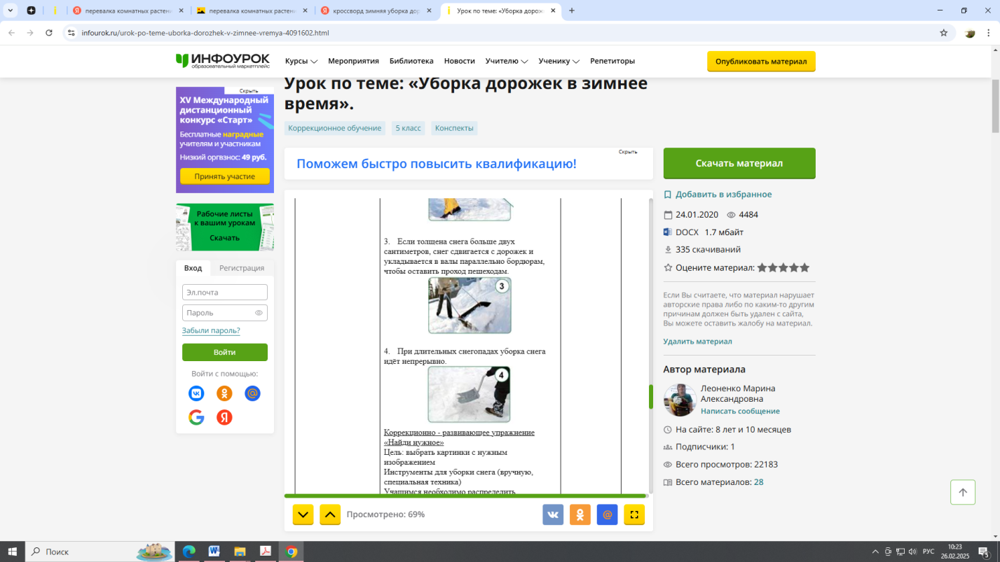 перевалка комнатных растени
перевалка комнатных растени
кроссворд зимняя уборка дор
Урок по теме: «Уборка дорожек
infourok.ru/urok-po-teme-uborka-dorozhek-v-zimnee-vremya-4091602.html
ИНФОУРОК
образовательный маркетплейс
Курсы
Мероприятия
Библиотека
Новости
Учителю
Ученику
Репетиторы
Опубликовать материал
Скрыть
XV Международный
дистанционный
конкурс «Старт»
Бесплатные наградные
учителям и участникам
Низкий оргвзнос: 49 руб.
Принять участие
Рабочие листы
к вашим урокам
Скачать
Вход
Регистрация
Эл.почта
Пароль
Забыли пароль?
Войти
Войти с помощью:
Урок по теме: «Уборка дорожек в зимнее
время».
Коррекционное обучение
5 класс
Конспекты
Скрыть
Поможем быстро повысить квалификацию!
3. Если толщена снега больше двух
сантиметров, снег сдвигается с дорожек и
укладывается в валы параллельно бордюрам,
чтобы оставить проход пешеходам.
3
4. При длительных снегопадах уборка снега
идёт непрерывно.
4
Коррекционно - развивающее упражнение
«Найди нужное»
Цель: выбрать картинки с нужным
изображением
Инструменты для уборки снега (вручную,
специальная техника)
Учащимся необходимо распределить
Просмотрено: 69%
Скачать материал
Добавить в избранное
24.01.2020
4484
DOCX
1.7 мбайт
335 скачиваний
Оцените материал:
Если Вы считаете, что материал нарушает
авторские права либо по каким-то другим
причинам должен быть удален с сайта,
Вы можете оставить жалобу на материал.
Удалить материал
Автор материала
Леоненко Марина
Александровна
Написать сообщение
На сайте: 8 лет и 10 месяцев
Подписчики: 1
Всего просмотров: 22183
Всего материалов: 28
Поиск
РУС
10:23
26.02.2025
5